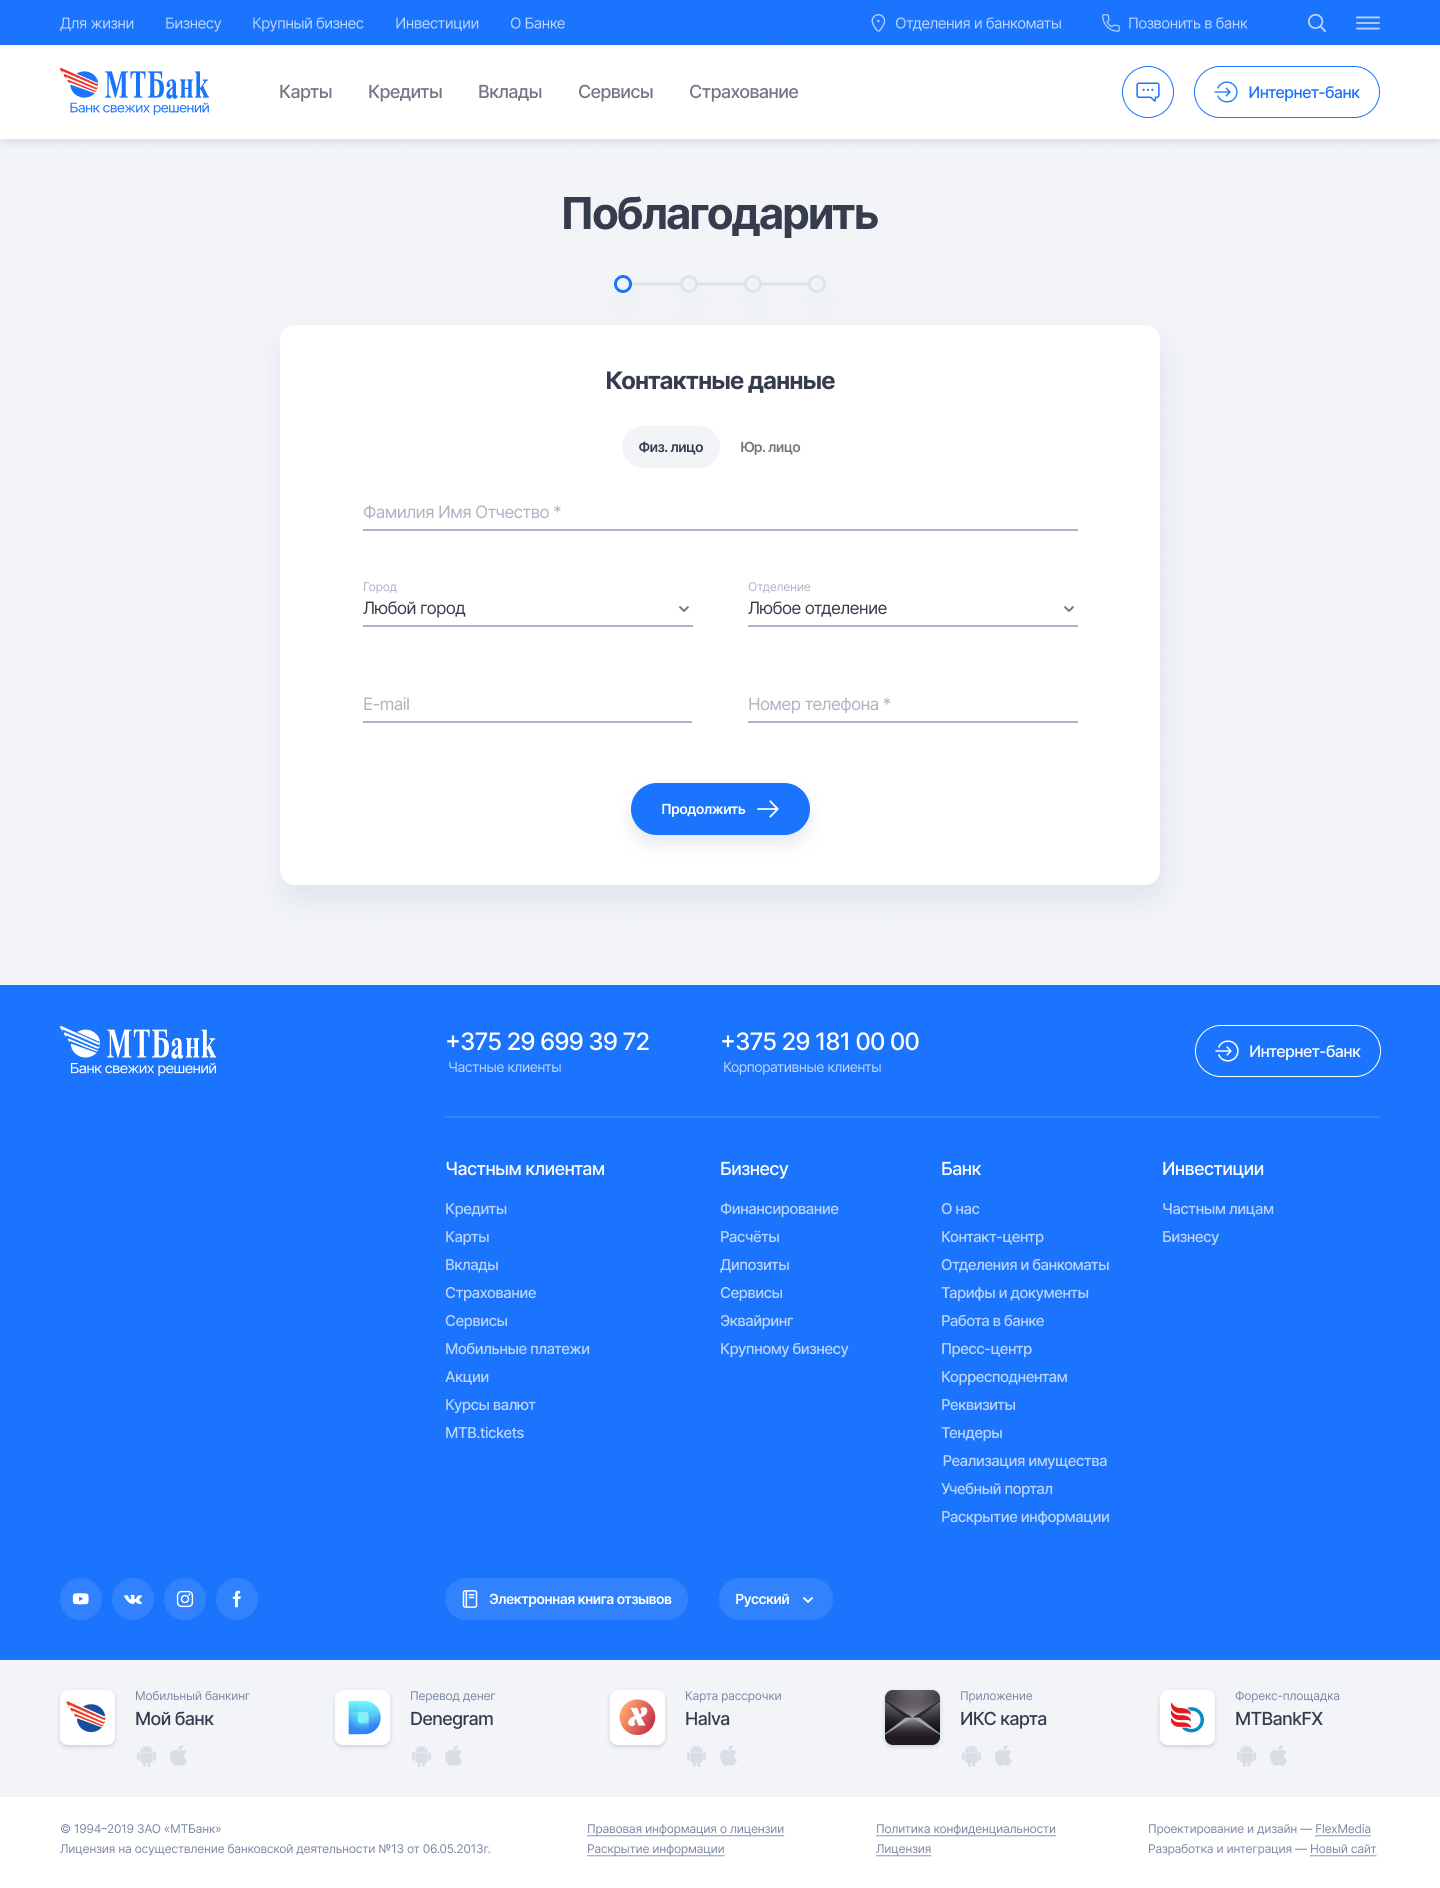 Для жизни
Бизнесу
Крупный бизнес
Инвестиции
О Банке
Отделения и банкоматы
Позвонить в банк
МТБанк
Банк свежих решений
Карты
Кредиты
Вклады
Сервисы
Страхование
Интернет-банк
Поблагодарить
Контактные данные
Физ. лицо
Юр. лицо
Фамилия Имя Отчество *
Город
Любой город
Отделение
Любое отделение
E-mail
Номер телефона *
Продолжить
МТБанк
Банк свежих решений
+375 29 699 39 72
Частные клиенты
+375 29 181 00 00
Корпоративные клиенты
Интернет-банк
Частным клиентам
Кредиты
Карты
Вклады
Страхование
Сервисы
Мобильные платежи
Акции
Курсы валют
MTB.tickets
Бизнесу
Финансирование
Расчёты
Дипозиты
Сервисы
Эквайринг
Крупному бизнесу
Банк
О нас
Контакт-центр
Отделения и банкоматы
Тарифы и документы
Работа в банке
Пресс-центр
Корресподнентам
Реквизиты
Тендеры
Реализация имущества
Учебный портал
Раскрытие информации
Инвестиции
Частным лицам
Бизнесу
Электронная книга отзывов
Русский
Мобильный банкинг
Мой банк
Перевод денег
Denegram
Карта рассрочки
Halva
Приложение
ИКС карта
Форекс-площадка
MTBankFX
© 1994–2019 ЗАО «МТБанк»
Лицензия на осуществление банковской деятельности №13 от 06.05.2013г.
Правовая информация о лицензии
Раскрытие информации
Политика конфиденциальности
Лицензия
Проектирование и дизайн — FlexMedia
Разработка и интеграция — Новый сайт